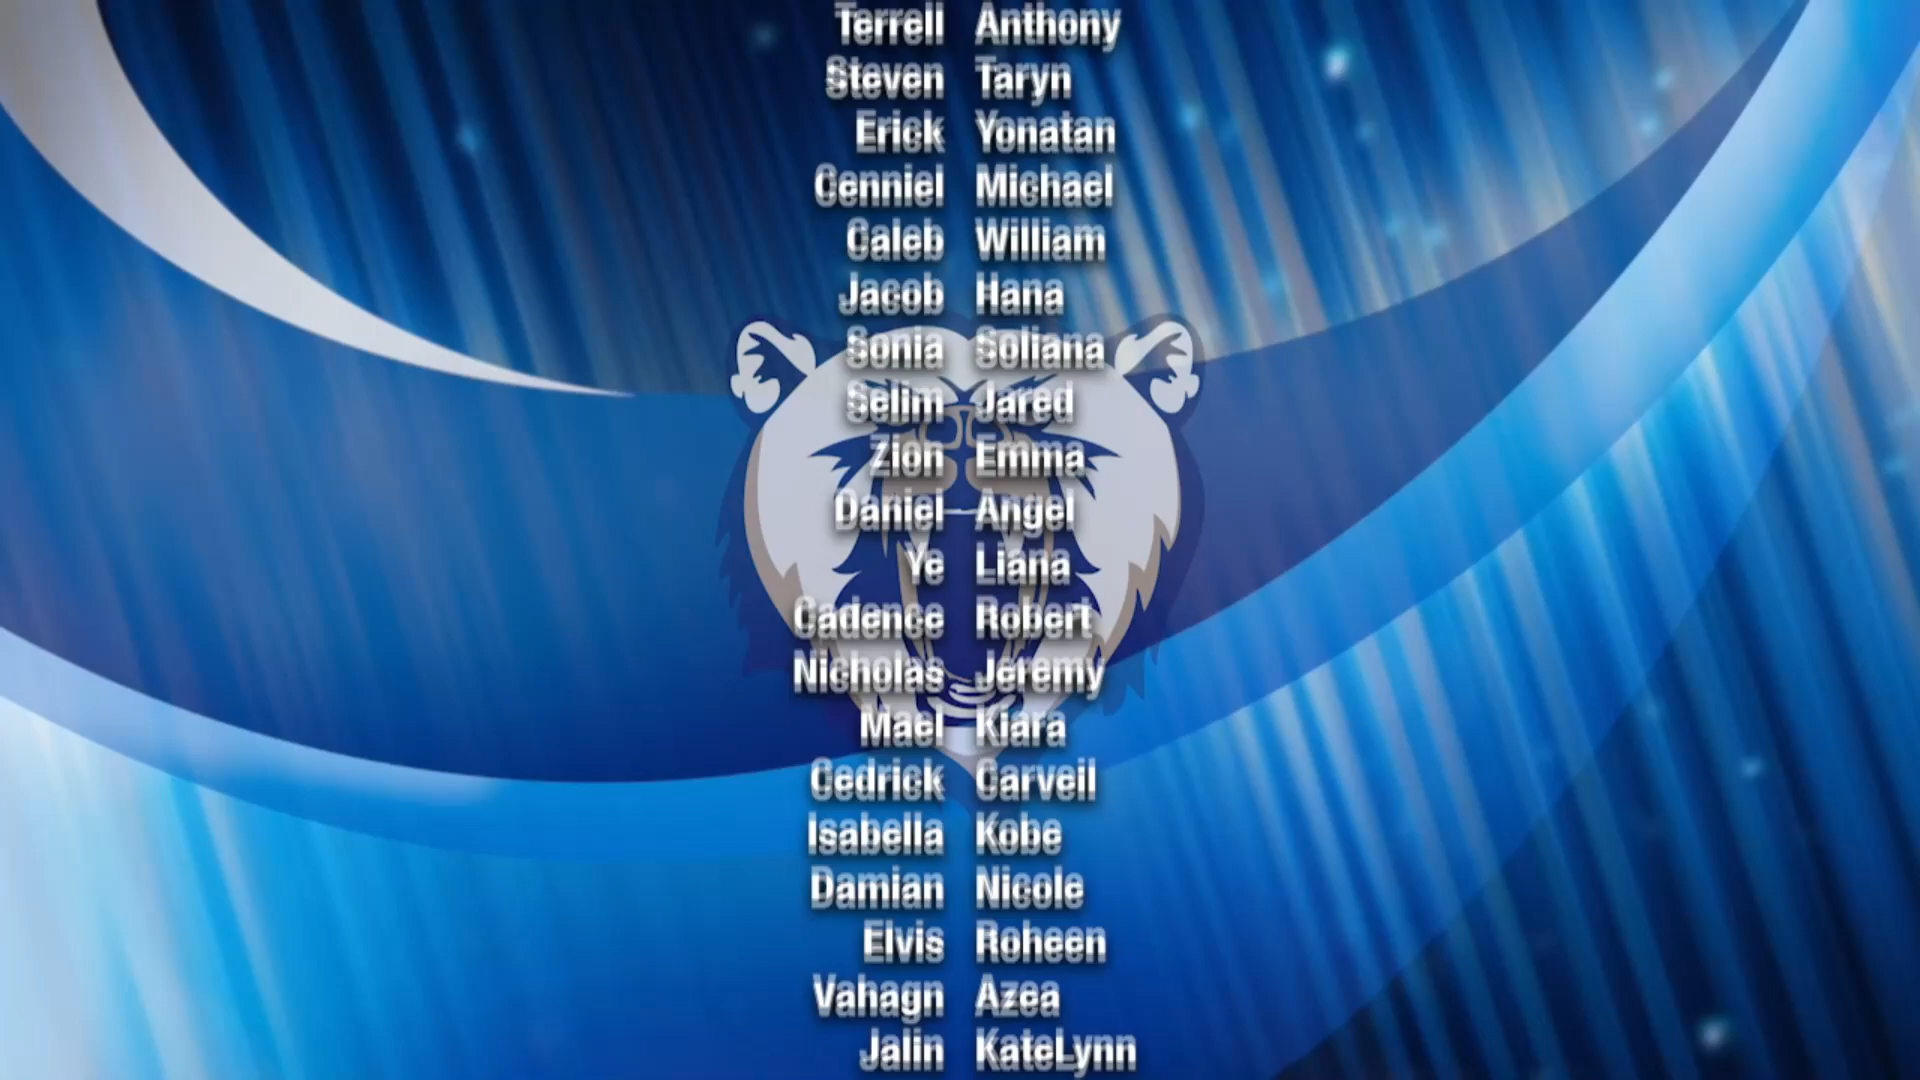 Terrell Anthony
Steven Taryn
Erick Yonatan
Cenniel Michael
Caleb William
Jacob Hana
Sonia Soliana
Selim Jared
Zion Emma
Daniel Angel
Ye Liana
Cadence Robert
Nicholas Jeremy
Mael Kiara
Cedrick Carveil
Isabella Kobe
Damian Nicole
Elvis Roheen
Vahagn Azea
Jalin KateLynn